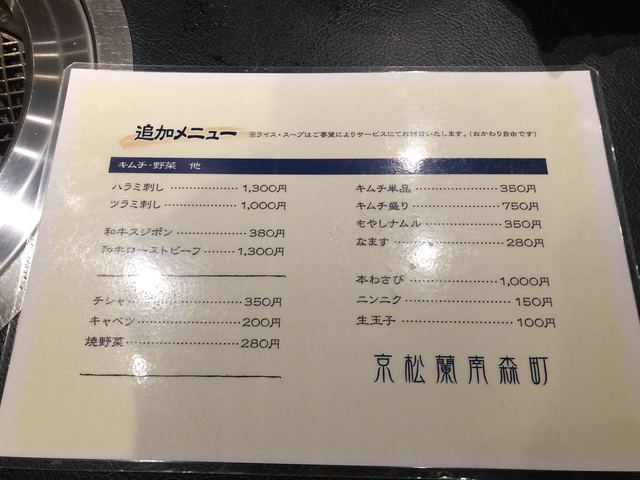 追加メニュー ※ライス・スープはご要望によりサービスにてお届けいたします。(おかわり自由です)
キムチ・野菜 他
ハラミ刺し 1,300円
ツラミ刺し 1,000円
和牛スジポン 380円
和牛ローストビーフ 1,300円
チシャ 350円
キャベツ 200円
焼野菜 280円
キムチ単品 350円
キムチ盛り 750円
もやしナムル 350円
なます 280円
本わさび 1,000円
ニンニク 150円
生玉子 100円
京松蘭南森町